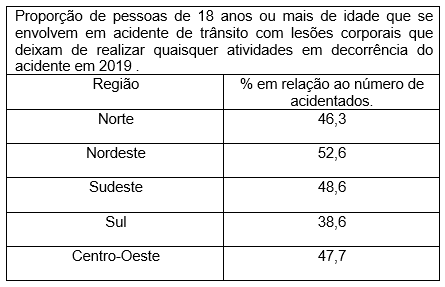 Proporção de pessoas de 18 anos ou mais de idade que se
envolvem em acidente de trânsito com lesões corporais que
deixam de realizar quaisquer atividades em decorrência do
acidente em 2019 .
Região
% em relação ao número de
acidentados.
Norte
46,3
Nordeste
52,6
Sudeste
48,6
Sul
38,6
Centro-Oeste
47,7